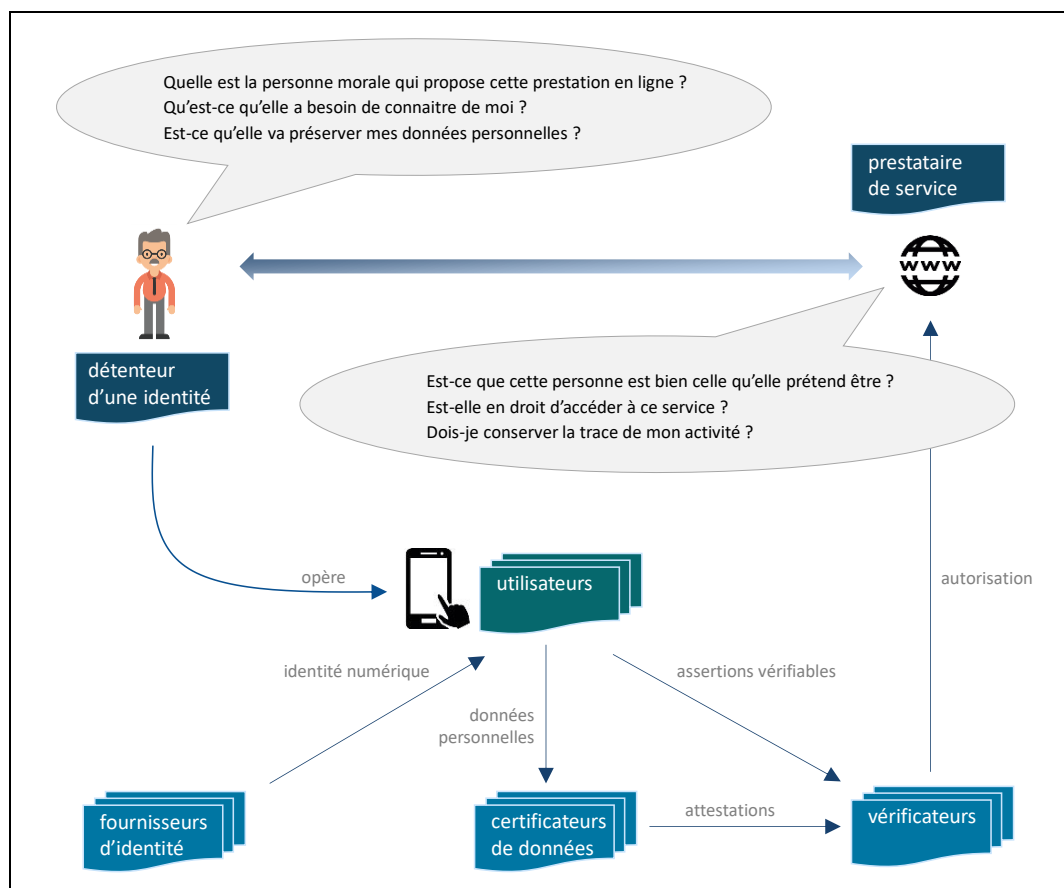 Quelle est la personne morale qui propose cette prestation en ligne ?
Qu'est-ce qu'elle a besoin de connaitre de moi ?
Est-ce qu'elle va préserver mes données personnelles ?
prestataire
de service
www
détenteur
d'une identité
Est-ce que cette personne est bien celle qu'elle prétend être ?
Est-elle en droit d'accéder à ce service ?
Dois-je conserver la trace de mon activité ?
opère
utilisateurs
autorisation
identité numérique
assertions vérifiables
données
personnelles
fournisseurs
d'identité
certificateurs
de données
attestations
vérificateurs